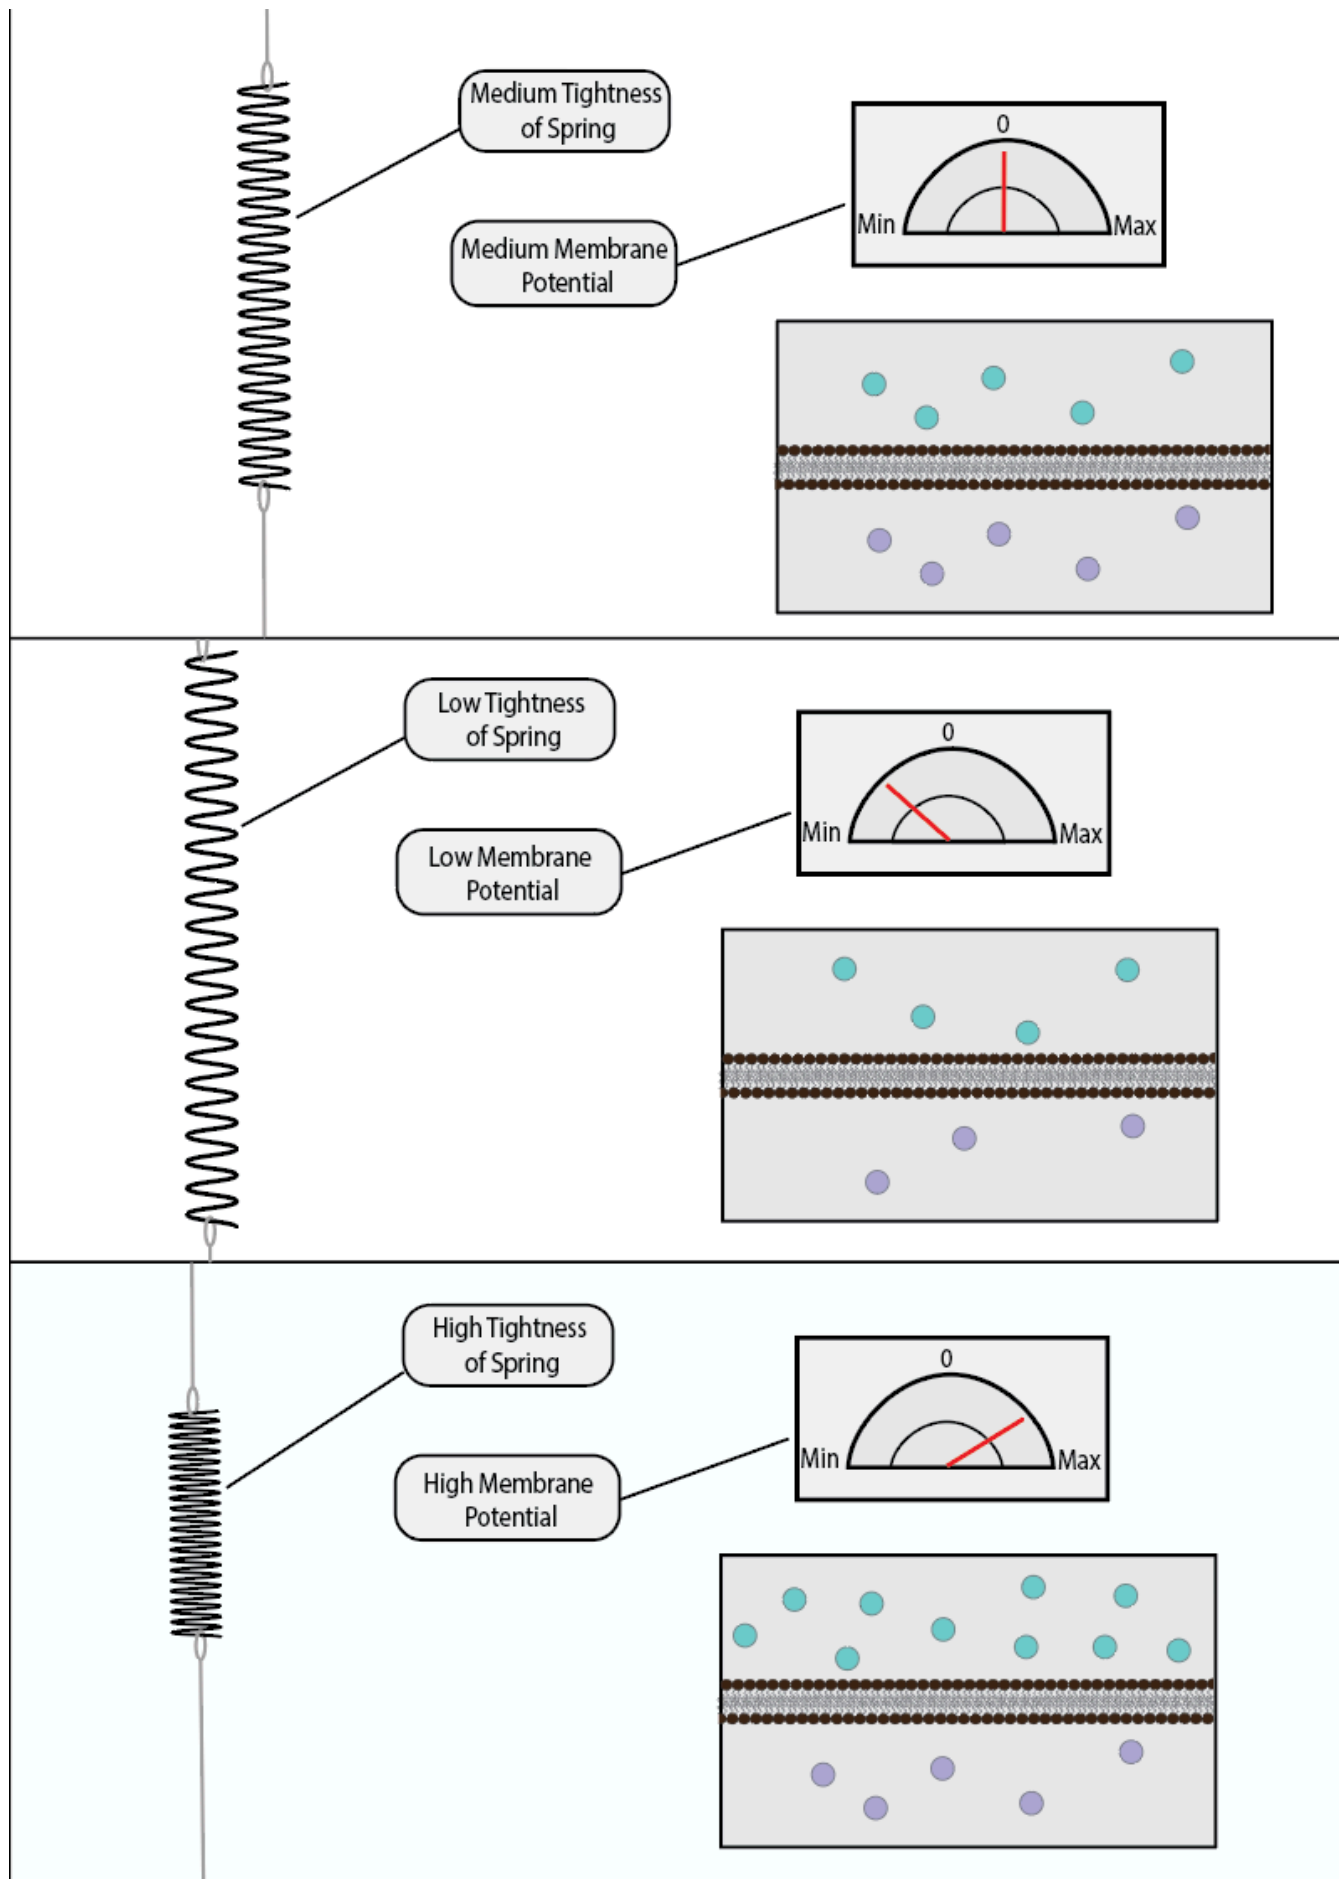 Medium Tightness
of Spring
0
Min
Max
Medium Membrane
Potential
Low Tightness
of Spring
0
Min
Max
Low Membrane
Potential
High Tightness
of Spring
0
Min
Max
High Membrane
Potential